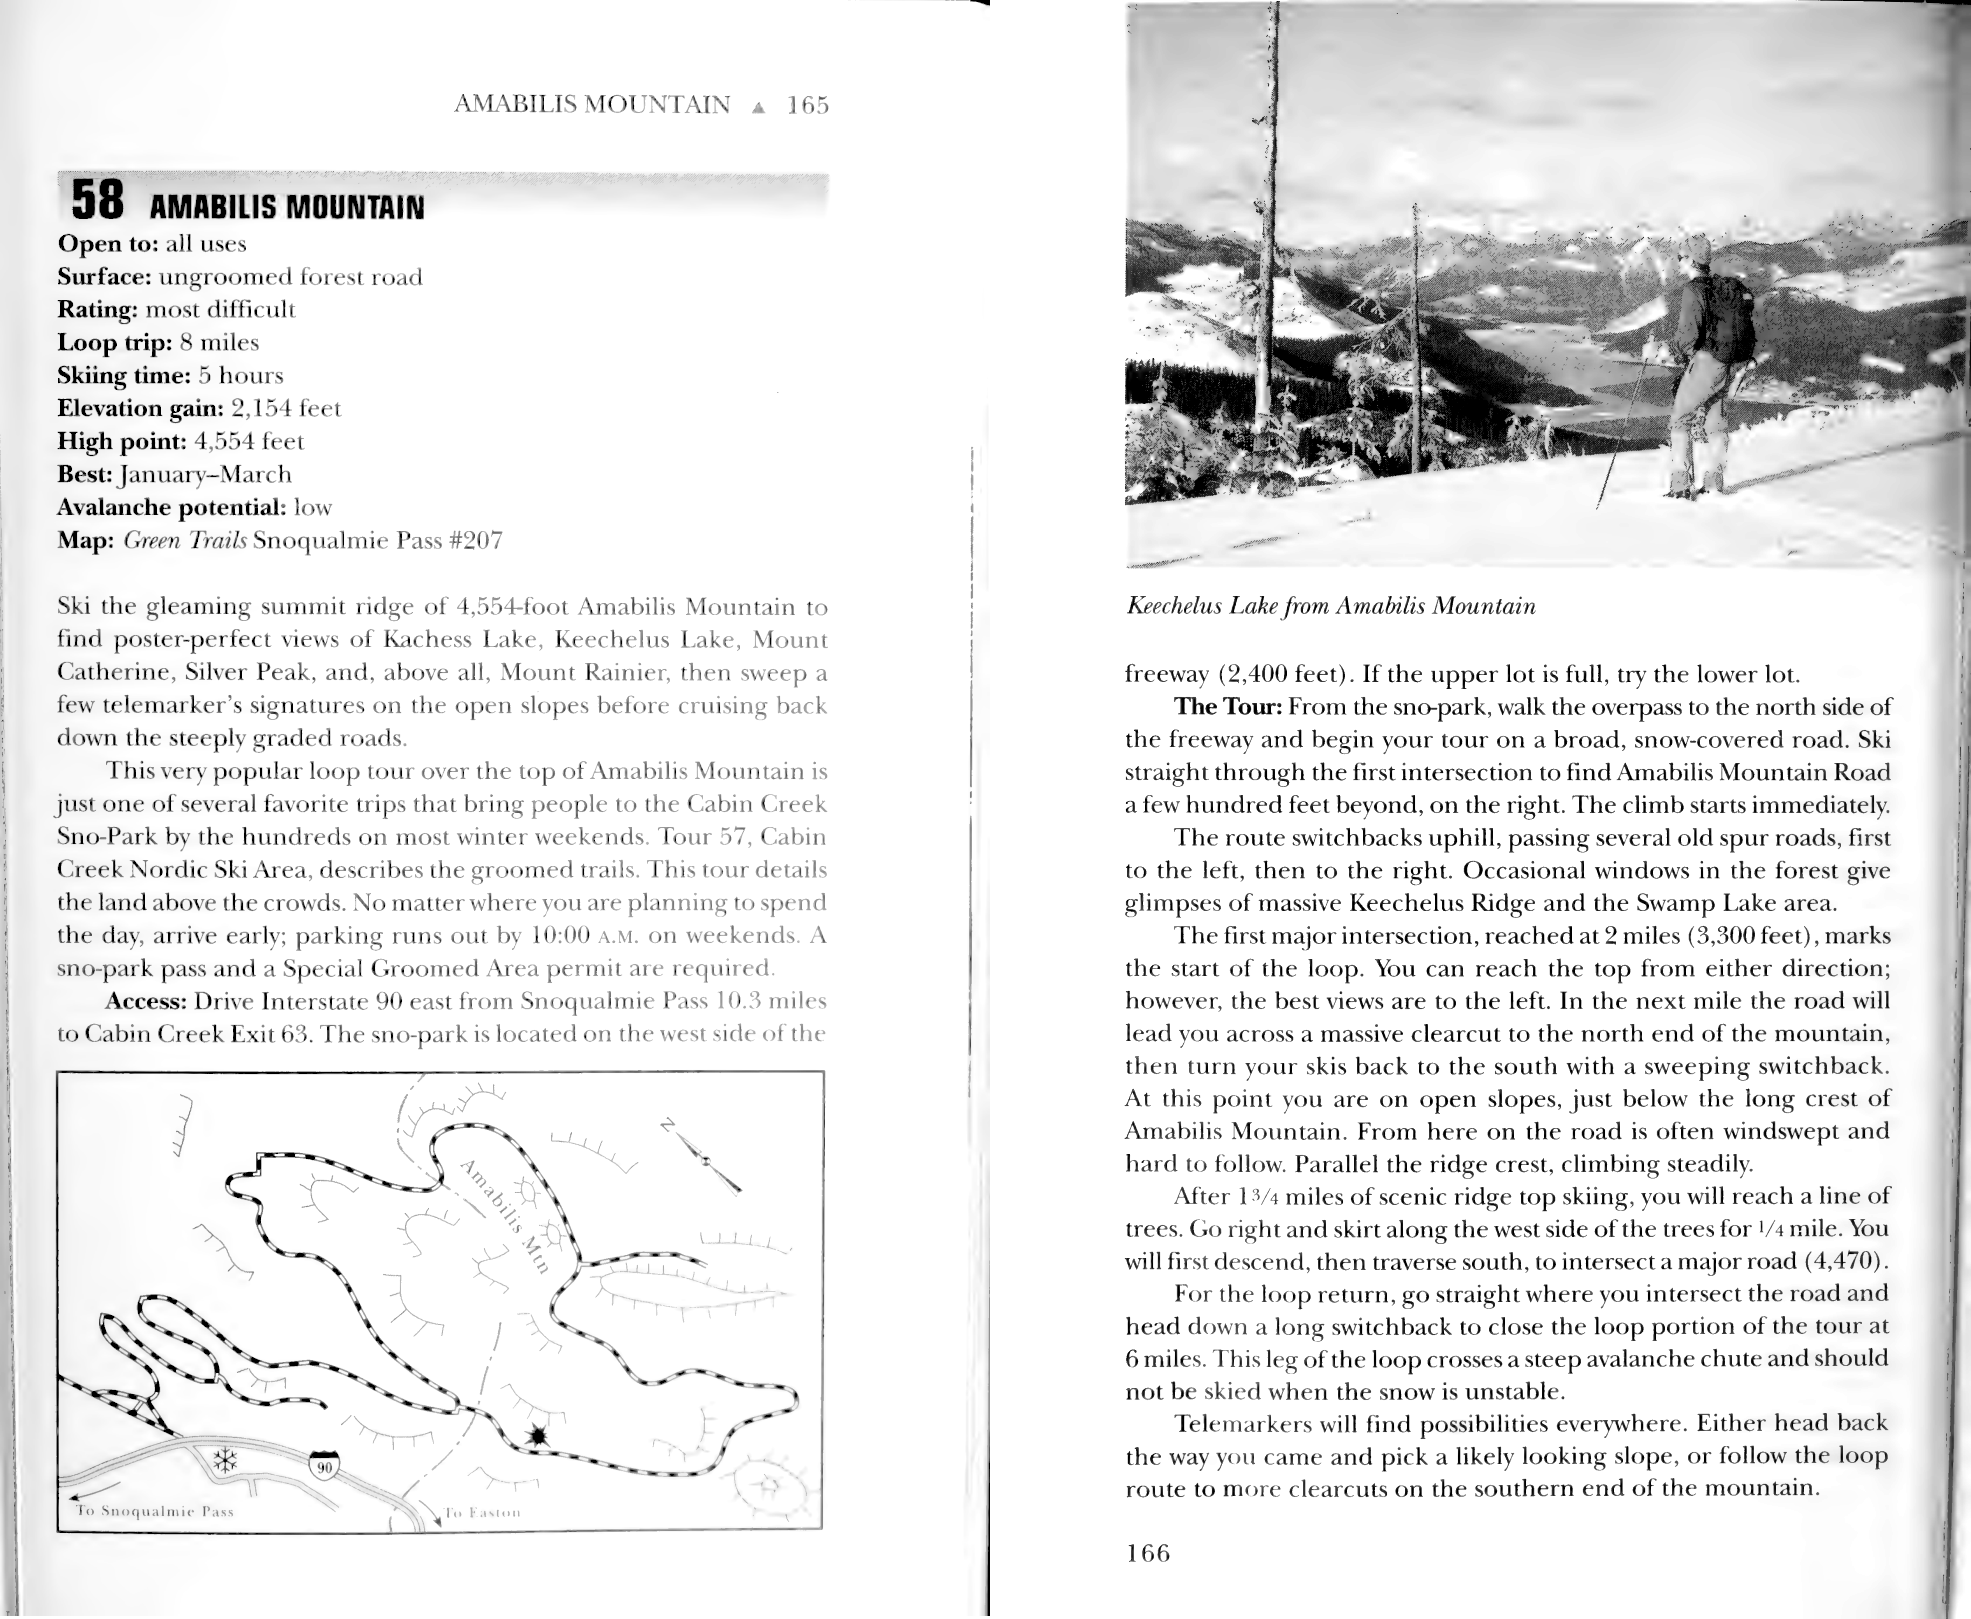 AMABILIS MOUNTAIN ▲ 165
58 AMABILIS MOUNTAIN
Open to: all uses
Surface: ungroomed forest road
Rating: most difficult
Loop trip: 8 miles
Skiing time: 5 hours
Elevation gain: 2,154 feet
High point: 4,554 feet
Best: January–March
Avalanche potential: low
Map: Green Trails Snoqualmie Pass #207
Ski the gleaming summit ridge of 4,554-foot Amabilis Mountain to
find poster-perfect views of Kachess Lake, Keechelus Lake, Mount
Catherine, Silver Peak, and, above all, Mount Rainier, then sweep a
few telemarker's signatures on the open slopes before cruising back
down the steeply graded roads.
This very popular loop tour over the top of Amabilis Mountain is
just one of several favorite trips that bring people to the Cabin Creek
Sno-Park by the hundreds on most winter weekends. Tour 57, Cabin
Creek Nordic Ski Area, describes the groomed trails. This tour details
the land above the crowds. No matter where you are planning to spend
the day, arrive early; parking runs out by 10:00 A.M. on weekends. A
sno-park pass and a Special Groomed Area permit are required.
Access: Drive Interstate 90 east from Snoqualmie Pass 10.3 miles
to Cabin Creek Exit 63. The sno-park is located on the west side of the
N
Amabilis Mtn
90
To Snoqualmie Pass
To Easton
Keechelus Lake from Amabilis Mountain
freeway (2,400 feet). If the upper lot is full, try the lower lot.
The Tour: From the sno-park, walk the overpass to the north side of
the freeway and begin your tour on a broad, snow-covered road. Ski
straight through the first intersection to find Amabilis Mountain Road
a few hundred feet beyond, on the right. The climb starts immediately.
The route switchbacks uphill, passing several old spur roads, first
to the left, then to the right. Occasional windows in the forest give
glimpses of massive Keechelus Ridge and the Swamp Lake area.
The first major intersection, reached at 2 miles (3,300 feet), marks
the start of the loop. You can reach the top from either direction;
however, the best views are to the left. In the next mile the road will
lead you across a massive clearcut to the north end of the mountain,
then turn your skis back to the south with a sweeping switchback.
At this point you are on open slopes, just below the long crest of
Amabilis Mountain. From here on the road is often windswept and
hard to follow. Parallel the ridge crest, climbing steadily.
After 1 3/4 miles of scenic ridge top skiing, you will reach a line of
trees. Go right and skirt along the west side of the trees for 1/4 mile. You
will first descend, then traverse south, to intersect a major road (4,470).
For the loop return, go straight where you intersect the road and
head down a long switchback to close the loop portion of the tour at
6 miles. This leg of the loop crosses a steep avalanche chute and should
not be skied when the snow is unstable.
Telemarkers will find possibilities everywhere. Either head back
the way you came and pick a likely looking slope, or follow the loop
route to more clearcuts on the southern end of the mountain.
166